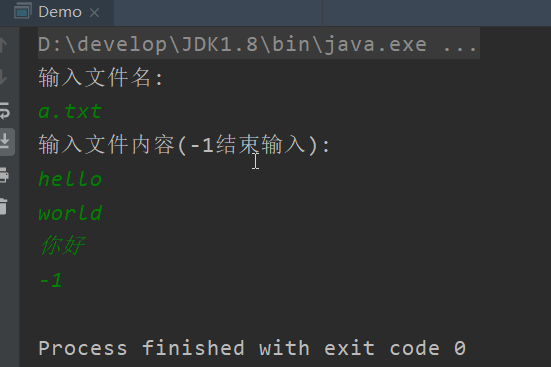 Demo
D:\develop\JDK1.8\bin\java.exe ...
输入文件名:
a.txt
输入文件内容(-1结束输入):
hello
world
你好
-1
Process finished with exit code 0